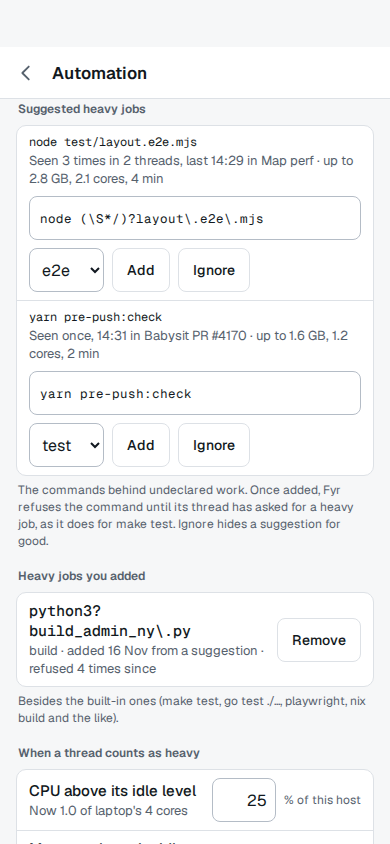 Automation
Suggested heavy jobs
node test/layout.e2e.mjs
Seen 3 times in 2 threads, last 14:29 in Map perf · up to
2.8 GB, 2.1 cores, 4 min
node (\S*/)?layout\.e2e\.mjs
e2e Add Ignore
yarn pre-push:check
Seen once, 14:31 in Babysit PR #4170 · up to 1.6 GB, 1.2
cores, 2 min
yarn pre-push:check
test Add Ignore
The commands behind undeclared work. Once added, Fyr
refuses the command until its thread has asked for a heavy
job, as it does for make test. Ignore hides a suggestion for
good.
Heavy jobs you added
python3?
build_admin_ny\.py
build · added 16 Nov from a suggestion ·
refused 4 times since
Remove
Besides the built-in ones (make test, go test ./…, playwright, nix
build and the like).
When a thread counts as heavy
CPU above its idle level
Now 1.0 of laptop's 4 cores
25 % of this host